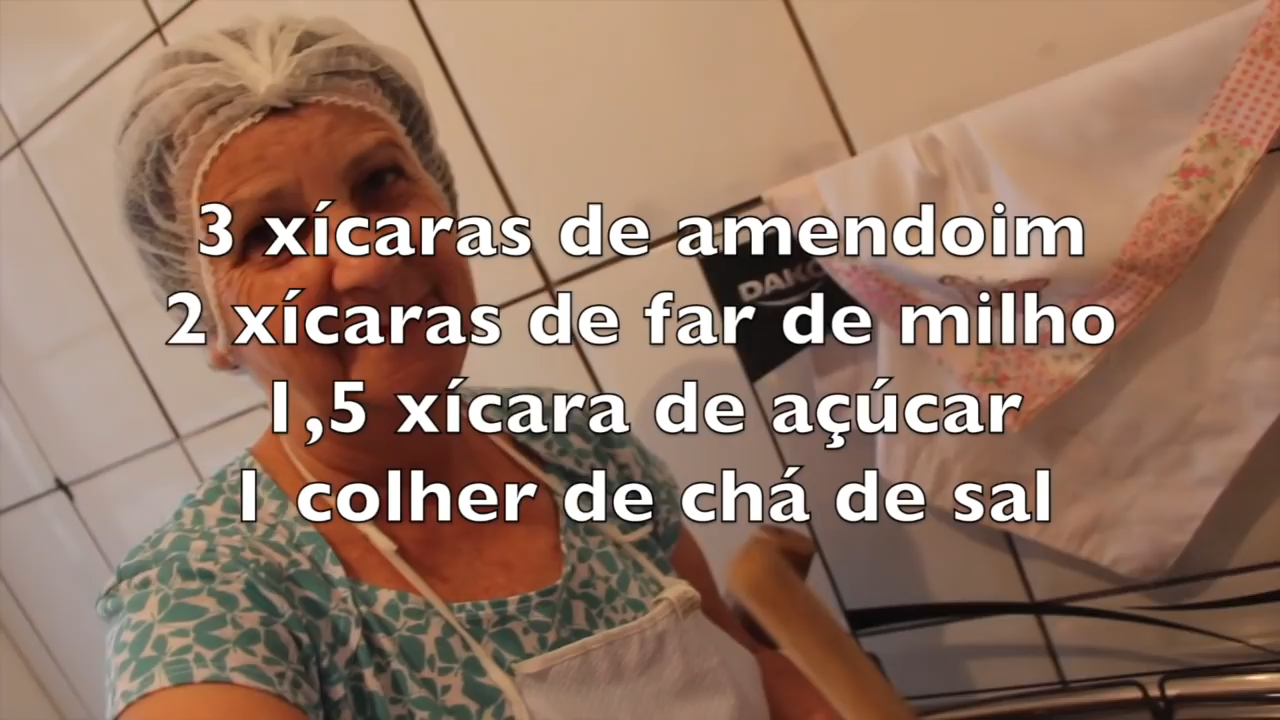 3 xícaras de amendoim
2 xícaras de far de milho
1,5 xícara de açúcar
1 colher de chá de sal